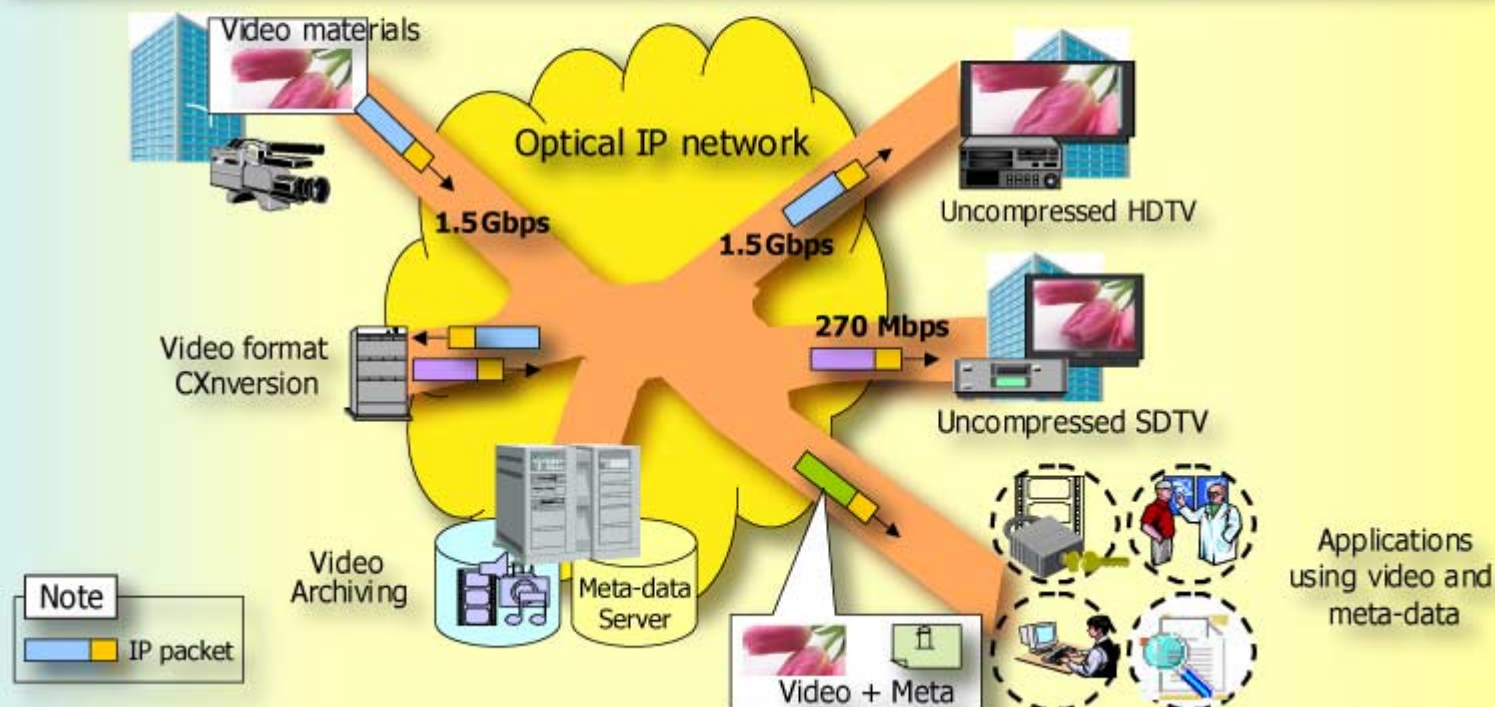 Video materials
Optical IP network
1.5Gbps
1.5Gbps
Uncompressed HDTV
270 Mbps
Uncompressed SDTV
Video format
CXnversion
Video
Archiving
Meta-data
Server
Applications
using video and
meta-data
Video + Meta
Note
IP packet